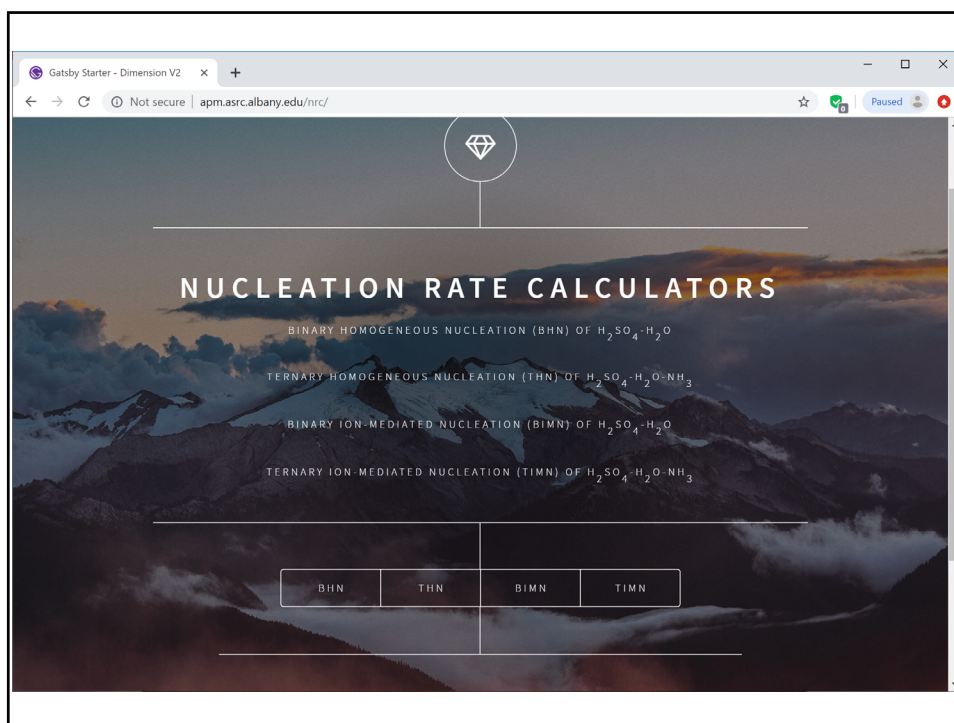 Gatsby Starter - Dimension V2
Not secure | apm.asrc.albany.edu/nrc/
0
Paused
NUCLEATION RATE CALCULATORS
BINARY HOMOGENEOUS NUCLEATION (BHN) OF H₂SO₄-H₂O
TERNARY HOMOGENEOUS NUCLEATION (THN) OF H₂SO₄-H₂O-NH₃
BINARY ION-MEDIATED NUCLEATION (BIMN) OF H₂SO₄-H₂O
TERNARY ION-MEDIATED NUCLEATION (TIMN) OF H₂SO₄-H₂O-NH₃
BHN THN BIMN TIMN